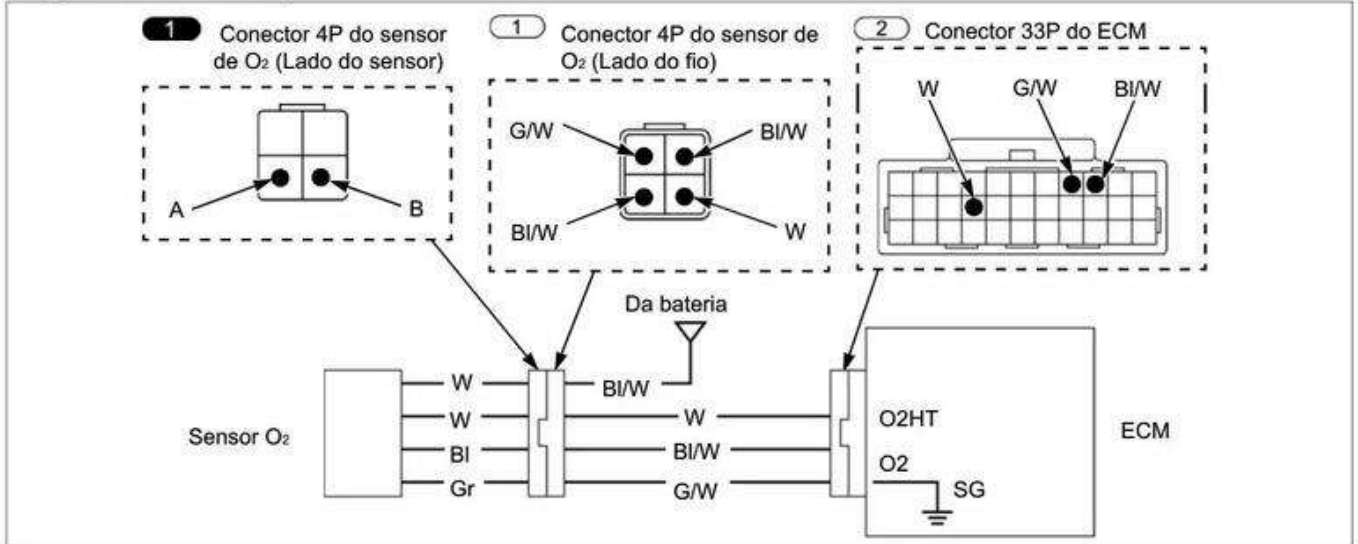 1 Conector 4P do sensor
de O2 (Lado do sensor)
A
B
1 Conector 4P do sensor de
O2 (Lado do fio)
G/W
Bl/W
Bl/W
W
2 Conector 33P do ECM
W
G/W
Bl/W
Da bateria
Sensor O2
W
W
Bl
Gr
Bl/W
W
Bl/W
G/W
O2HT
O2
SG
ECM